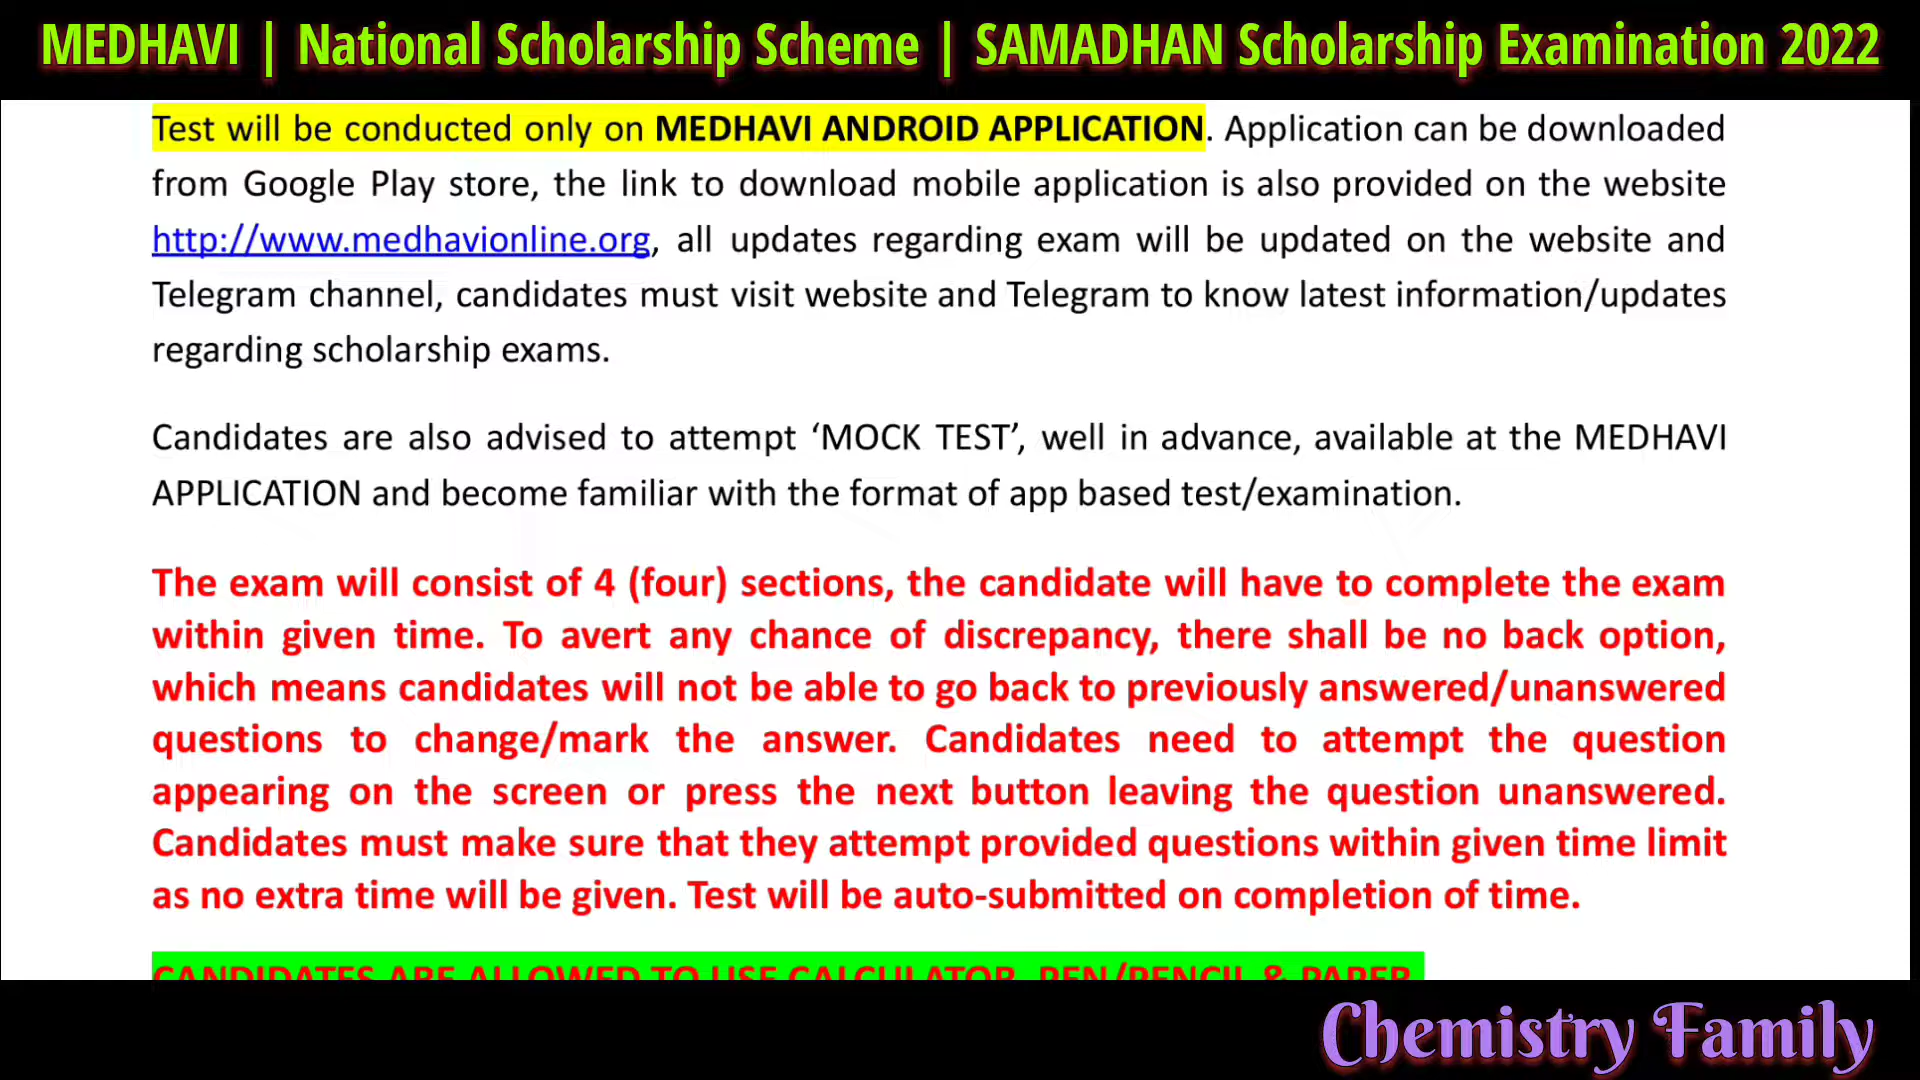 MEDHAVI | National Scholarship Scheme | SAMADHAN Scholarship Examination 2022
Test will be conducted only on MEDHAVI ANDROID APPLICATION. Application can be downloaded
from Google Play store, the link to download mobile application is also provided on the website
http://www.medhavionline.org, all updates regarding exam will be updated on the website and
Telegram channel, candidates must visit website and Telegram to know latest information/updates
regarding scholarship exams.
Candidates are also advised to attempt ‘MOCK TEST’, well in advance, available at the MEDHAVI
APPLICATION and become familiar with the format of app based test/examination.
The exam will consist of 4 (four) sections, the candidate will have to complete the exam
within given time. To avert any chance of discrepancy, there shall be no back option,
which means candidates will not be able to go back to previously answered/unanswered
questions to change/mark the answer. Candidates need to attempt the question
appearing on the screen or press the next button leaving the question unanswered.
Candidates must make sure that they attempt provided questions within given time limit
as no extra time will be given. Test will be auto-submitted on completion of time.
CANDIDATES ARE ALLOWED TO USE CALCULATOR, PEN/PENCIL & PAPER
Chemistry Family